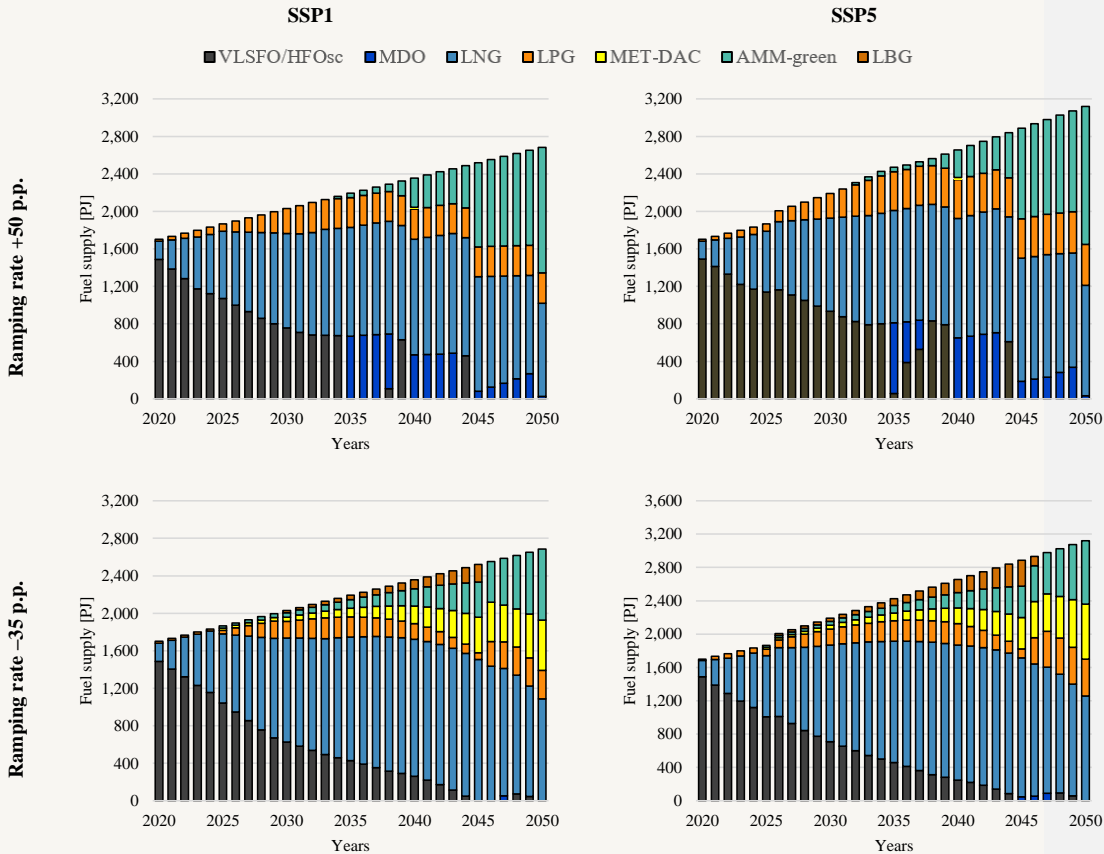 SSP1
SSP5
VLSFO/HFOsc MDO LNG LPG MET-DAC AMM-green LBG
Ramping rate +50 p.p.
Fuel supply [PJ]
3,200
2,800
2,400
2,000
1,600
1,200
800
400
0
2020 2025 2030 2035 2040 2045 2050
Years
Fuel supply [PJ]
3,200
2,800
2,400
2,000
1,600
1,200
800
400
0
2020 2025 2030 2035 2040 2045 2050
Years
Ramping rate –35 p.p.
Fuel supply [PJ]
3,200
2,800
2,400
2,000
1,600
1,200
800
400
0
2020 2025 2030 2035 2040 2045 2050
Years
Fuel supply [PJ]
3,600
3,200
2,800
2,400
2,000
1,600
1,200
800
400
0
2020 2025 2030 2035 2040 2045 2050
Years